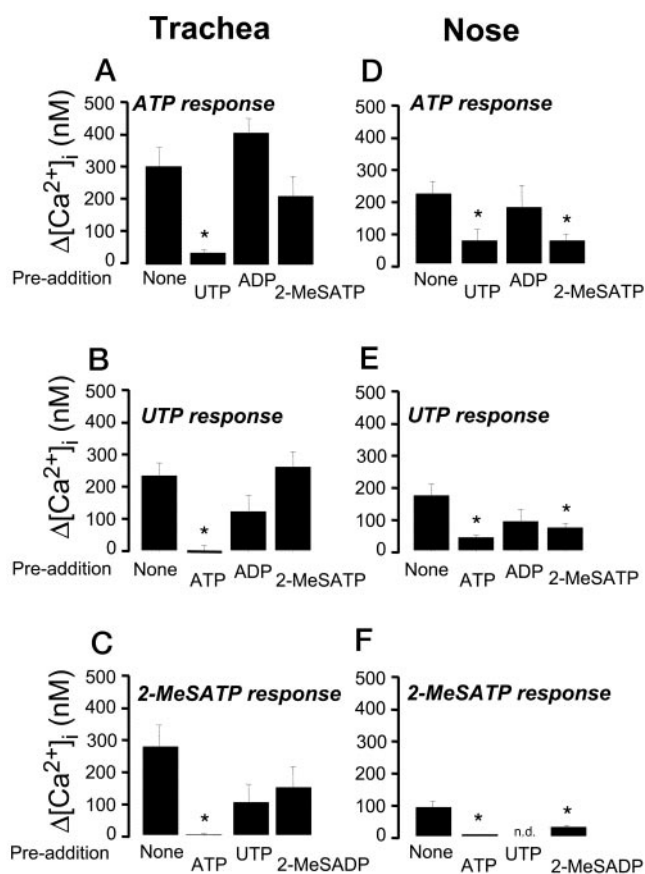 Trachea
Nose
A
ATP response
Δ[Ca²⁺]ᵢ (nM)
500
400
300
200
100
0
*
Pre-addition
None
UTP
ADP
2-MeSATP
D
ATP response
500
400
300
200
100
0
*
*
None
UTP
ADP
2-MeSATP
B
UTP response
Δ[Ca²⁺]ᵢ (nM)
500
400
300
200
100
0
*
Pre-addition
None
ATP
ADP
2-MeSATP
E
UTP response
500
400
300
200
100
0
*
*
None
ATP
ADP
2-MeSATP
C
2-MeSATP response
Δ[Ca²⁺]ᵢ (nM)
500
400
300
200
100
0
*
Pre-addition
None
ATP
UTP
2-MeSADP
F
2-MeSATP response
500
400
300
200
100
0
*
n.d.
*
None
ATP
UTP
2-MeSADP